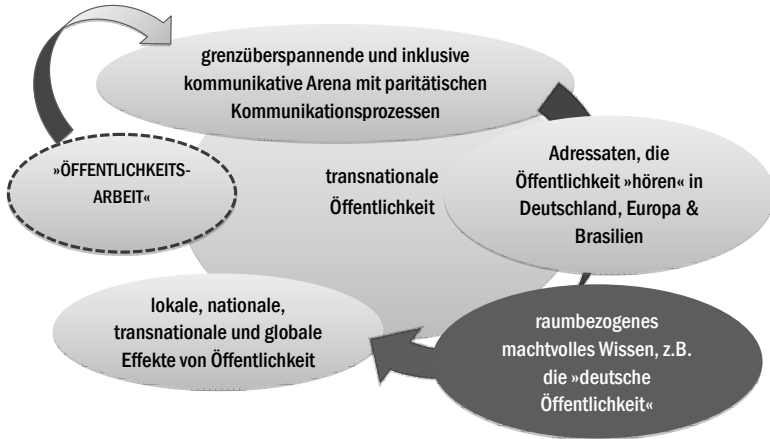 grenzüberspannende und inklusive
kommunikative Arena mit paritätischen
Kommunikationsprozessen
»ÖFFENTLICHKEITS-
ARBEIT«
transnationale
Öffentlichkeit
Adressaten, die
Öffentlichkeit »hören« in
Deutschland, Europa &
Brasilien
lokale, nationale,
transnationale und globale
Effekte von Öffentlichkeit
raumbezogenes
machtvolles Wissen, z.B.
die »deutsche
Öffentlichkeit«